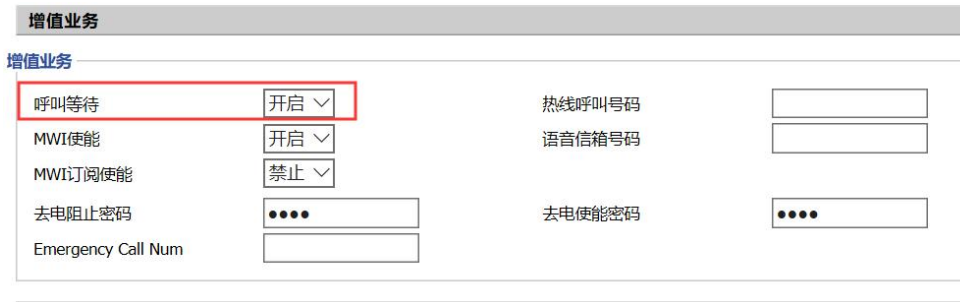 增值业务
增值业务
呼叫等待 开启 热线呼叫号码
MWI使能 开启 语音信箱号码
MWI订阅使能 禁止
去电阻止密码 •••• 去电使能密码 ••••
Emergency Call Num